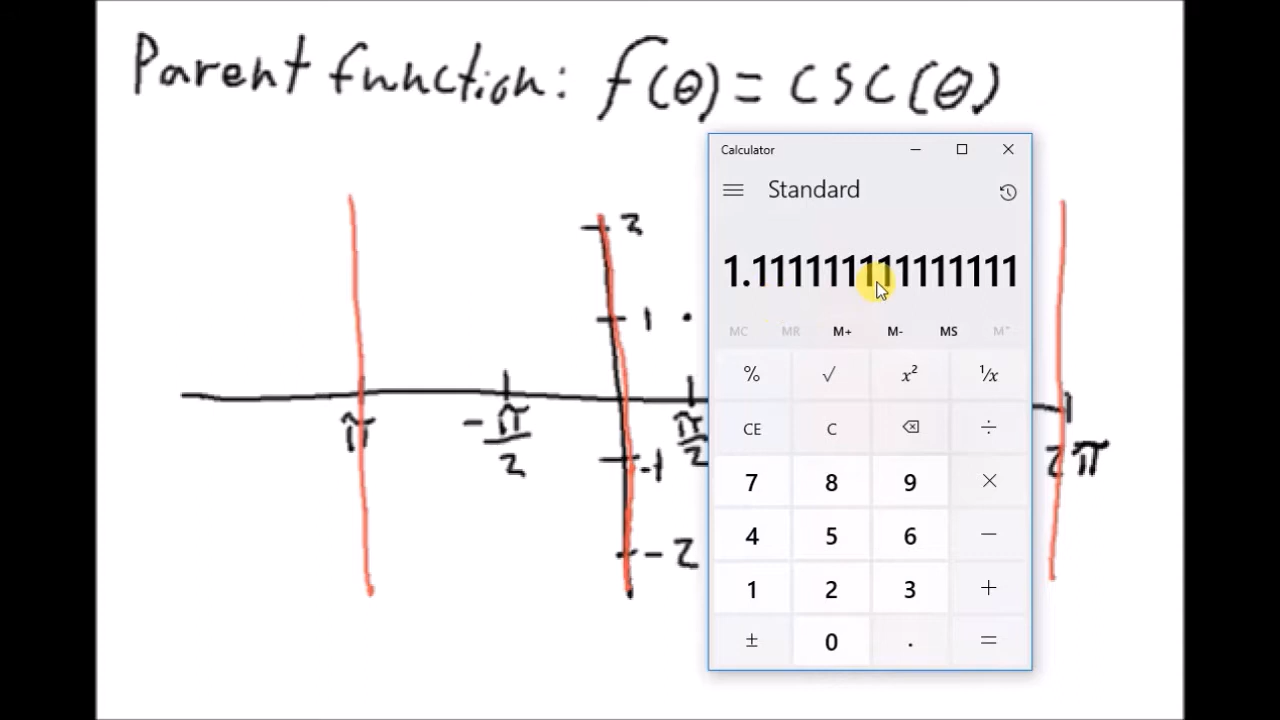 Parent function: f(θ) = csc(θ)
Calculator
Standard
1.111111111111111
MC MR M+ M- MS M˅
% √ x² ¹/x
CE C ⌫ ÷
7 8 9 ×
4 5 6 −
1 2 3 +
± 0 . =
2
1
-1
-2
π
-π/2
π/2
2π